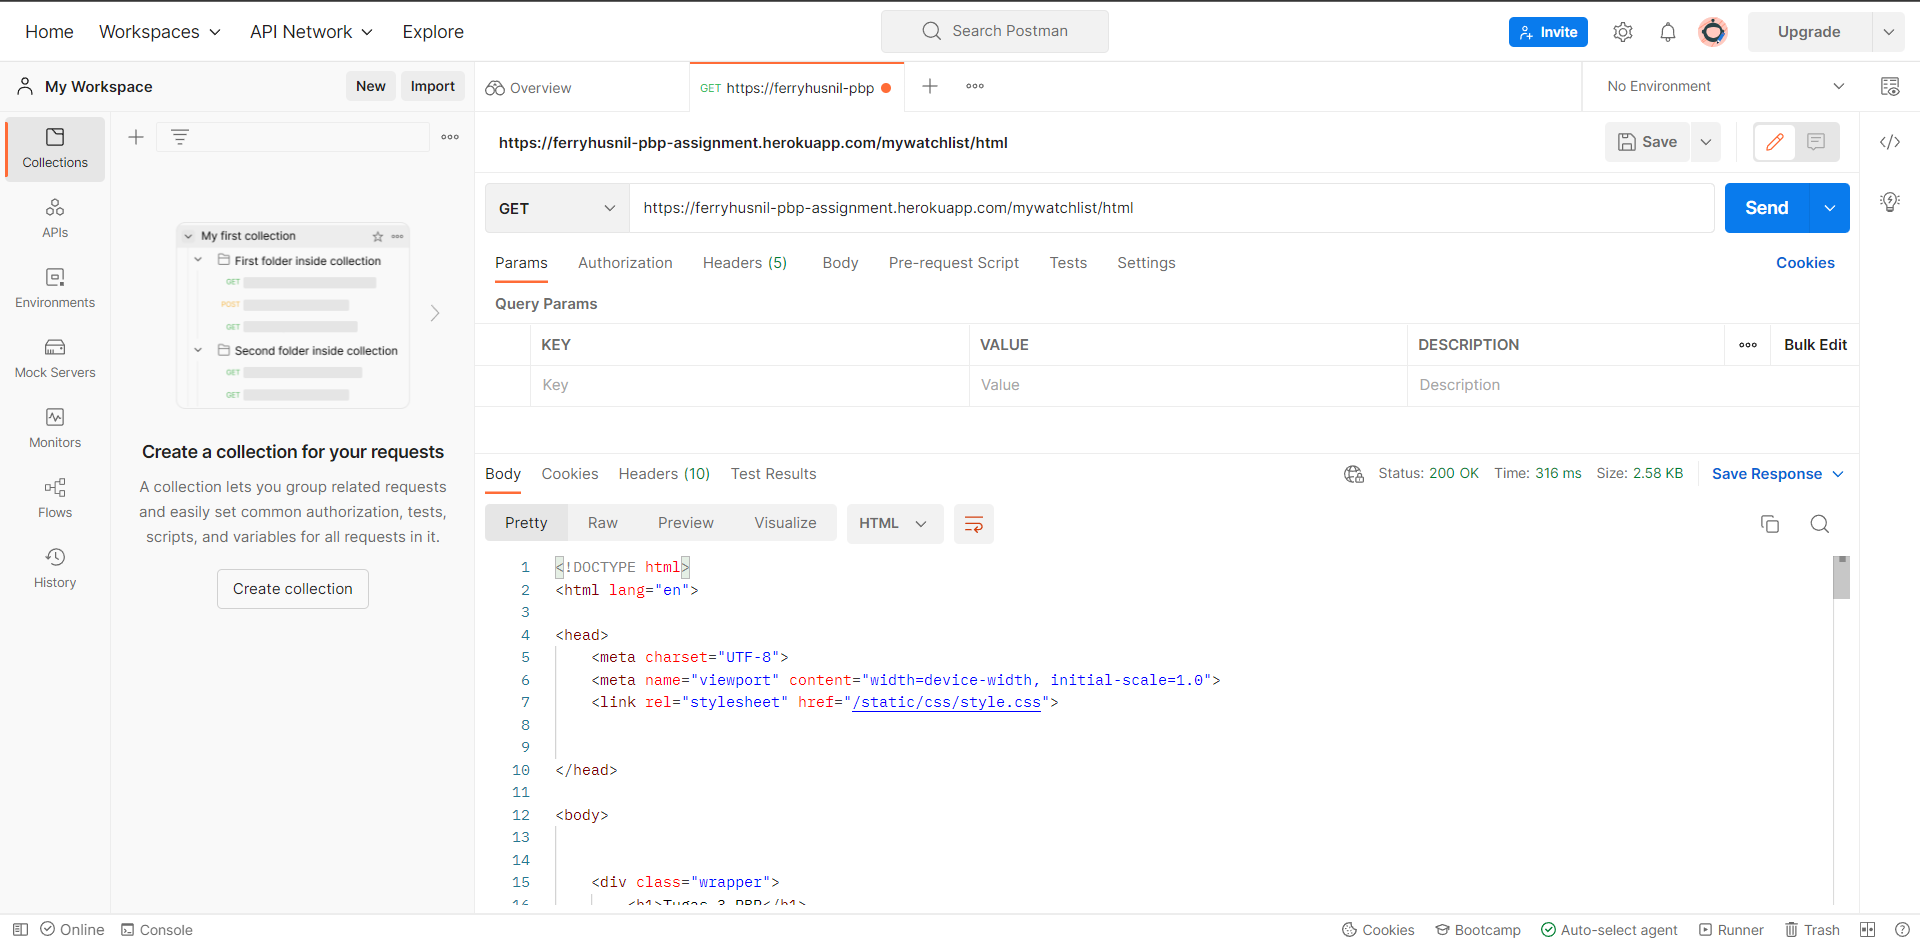 Home Workspaces API Network Explore Search Postman Invite Upgrade
My Workspace New Import Overview GET https://ferryhusnil-pbp No Environment
Collections
APIs
Environments
Mock Servers
Monitors
Flows
History
My first collection
First folder inside collection
GET
POST
GET
Second folder inside collection
GET
GET
Create a collection for your requests
A collection lets you group related requests
and easily set common authorization, tests,
scripts, and variables for all requests in it.
Create collection
https://ferryhusnil-pbp-assignment.herokuapp.com/mywatchlist/html Save
GET https://ferryhusnil-pbp-assignment.herokuapp.com/mywatchlist/html Send
Params Authorization Headers (5) Body Pre-request Script Tests Settings Cookies
Query Params
KEY VALUE DESCRIPTION Bulk Edit
Key Value Description
Body Cookies Headers (10) Test Results Status: 200 OK Time: 316 ms Size: 2.58 KB Save Response
Pretty Raw Preview Visualize HTML
1 <!DOCTYPE html>
2 <html lang="en">
3
4 <head>
5 <meta charset="UTF-8">
6 <meta name="viewport" content="width=device-width, initial-scale=1.0">
7 <link rel="stylesheet" href="/static/css/style.css">
8
9
10 </head>
11
12 <body>
13
14
15 <div class="wrapper">
16 <h1>Tugas 3 PBP</h1>
Online Console Cookies Bootcamp Auto-select agent Runner Trash